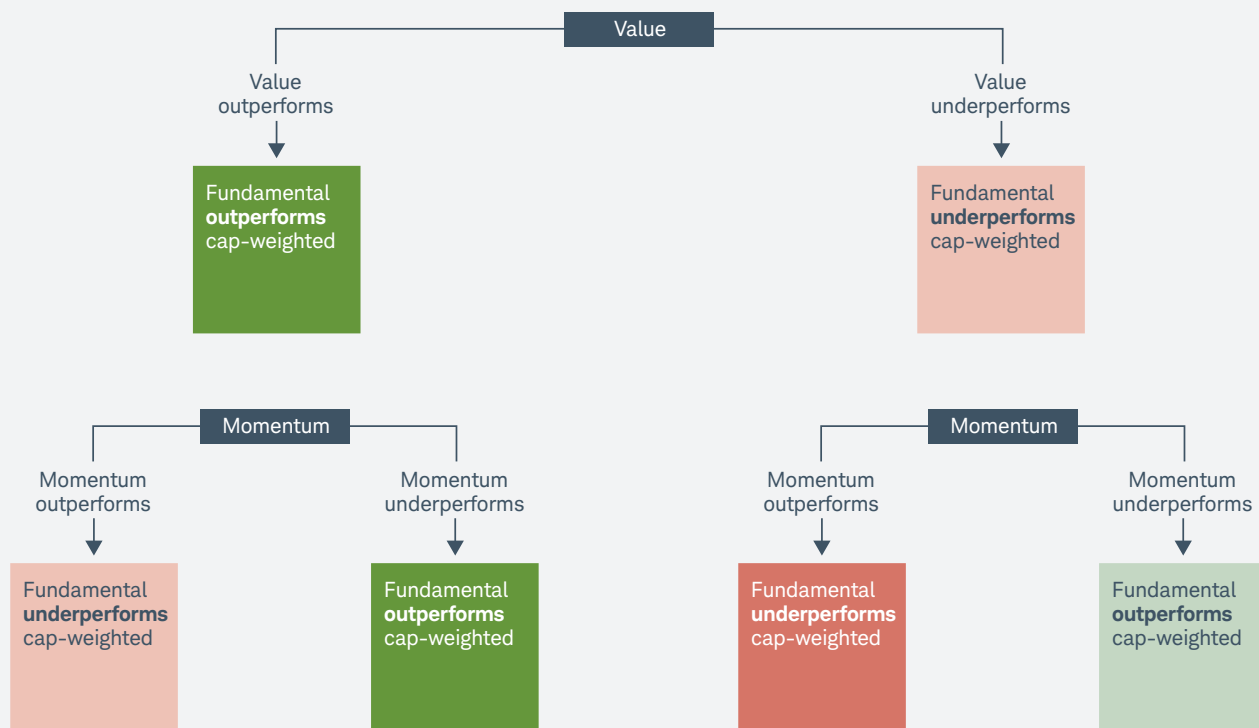 Value
Value
outperforms
Value
underperforms
Fundamental
outperforms
cap-weighted
Fundamental
underperforms
cap-weighted
Momentum
Momentum
Momentum
outperforms
Momentum
underperforms
Momentum
outperforms
Momentum
underperforms
Fundamental
underperforms
cap-weighted
Fundamental
outperforms
cap-weighted
Fundamental
underperforms
cap-weighted
Fundamental
outperforms
cap-weighted